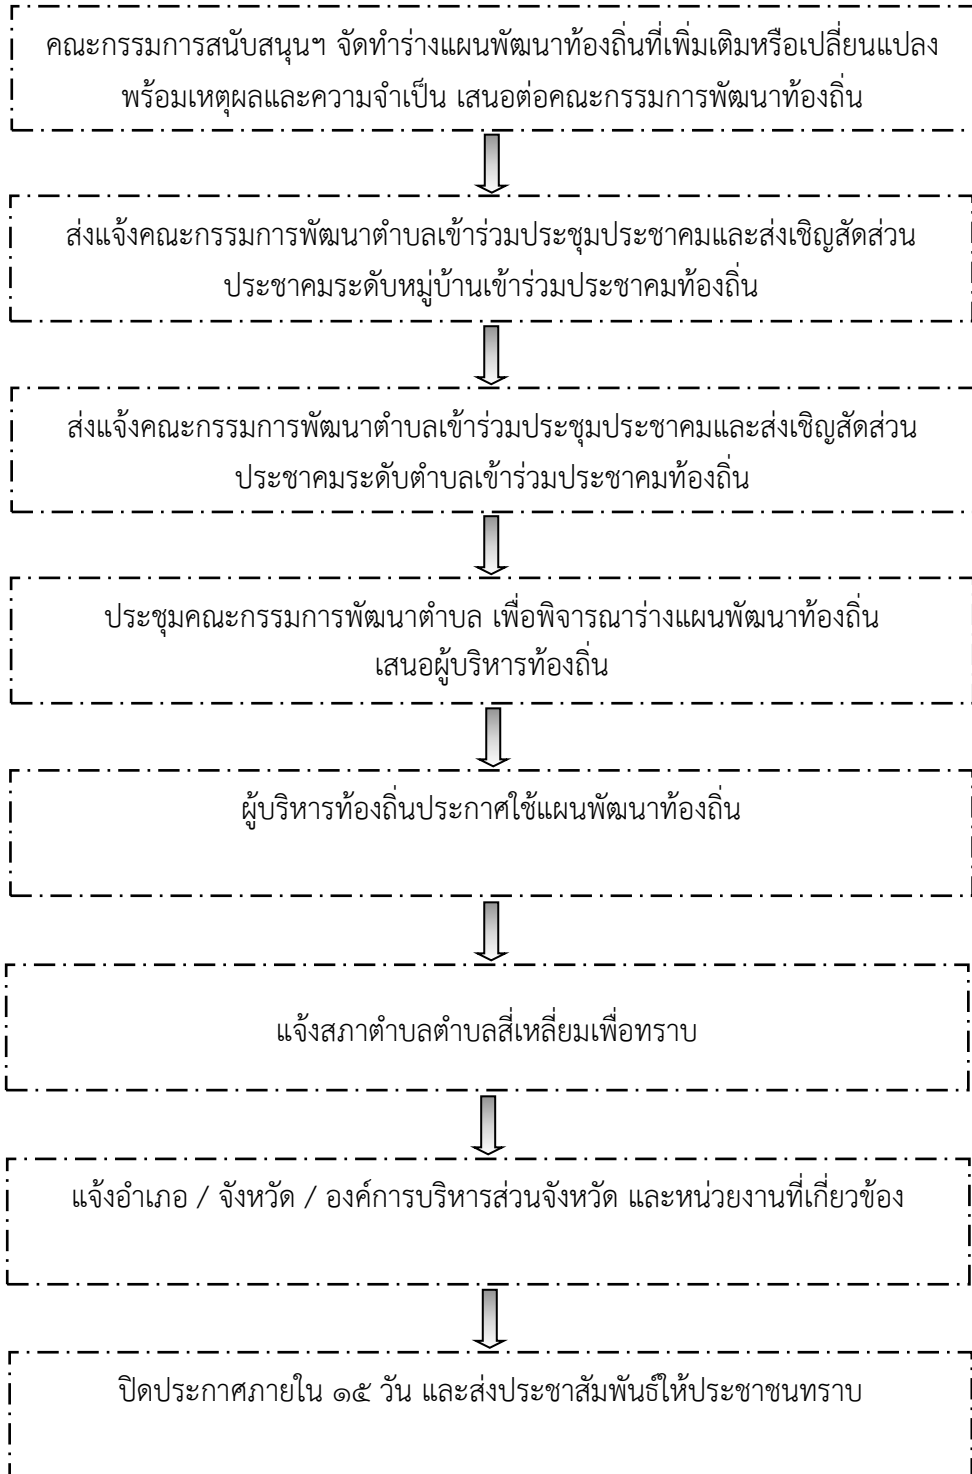 คณะกรรมการสนับสนุนฯ จัดทำร่างแผนพัฒนาท้องถิ่นที่เพิ่มเติมหรือเปลี่ยนแปลง
พร้อมเหตุผลและความจำเป็น เสนอต่อคณะกรรมการพัฒนาท้องถิ่น
ส่งแจ้งคณะกรรมการพัฒนาตำบลเข้าร่วมประชุมประชาคมและส่งเชิญสัดส่วน
ประชาคมระดับหมู่บ้านเข้าร่วมประชาคมท้องถิ่น
ส่งแจ้งคณะกรรมการพัฒนาตำบลเข้าร่วมประชุมประชาคมและส่งเชิญสัดส่วน
ประชาคมระดับตำบลเข้าร่วมประชาคมท้องถิ่น
ประชุมคณะกรรมการพัฒนาตำบล เพื่อพิจารณาร่างแผนพัฒนาท้องถิ่น
เสนอผู้บริหารท้องถิ่น
ผู้บริหารท้องถิ่นประกาศใช้แผนพัฒนาท้องถิ่น
แจ้งสภาตำบลตำบลสี่เหลี่ยมเพื่อทราบ
แจ้งอำเภอ / จังหวัด / องค์การบริหารส่วนจังหวัด และหน่วยงานที่เกี่ยวข้อง
ปิดประกาศภายใน ๑๕ วัน และส่งประชาสัมพันธ์ให้ประชาชนทราบ